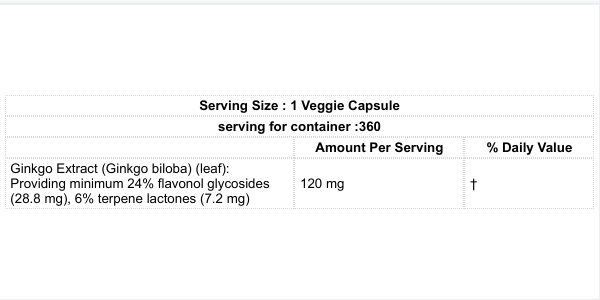 Serving Size : 1 Veggie Capsule
serving for container :360
Amount Per Serving
% Daily Value
Ginkgo Extract (Ginkgo biloba) (leaf):
Providing minimum 24% flavonol glycosides
(28.8 mg), 6% terpene lactones (7.2 mg)
120 mg
†